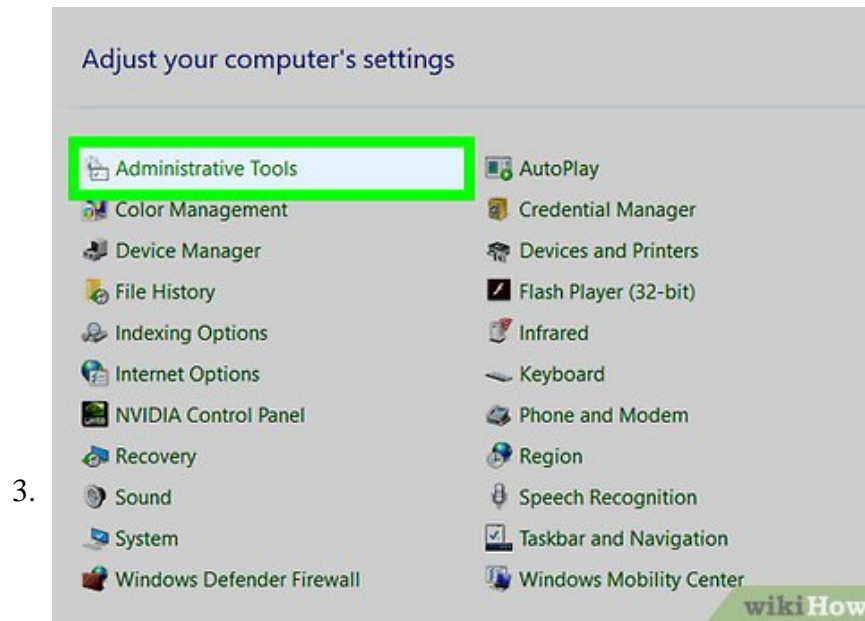 Adjust your computer's settings
Administrative Tools
AutoPlay
Color Management
Credential Manager
Device Manager
Devices and Printers
File History
Flash Player (32-bit)
Indexing Options
Infrared
Internet Options
Keyboard
NVIDIA Control Panel
Phone and Modem
Recovery
Region
3.
Sound
Speech Recognition
System
Taskbar and Navigation
Windows Defender Firewall
Windows Mobility Center
wikiHow